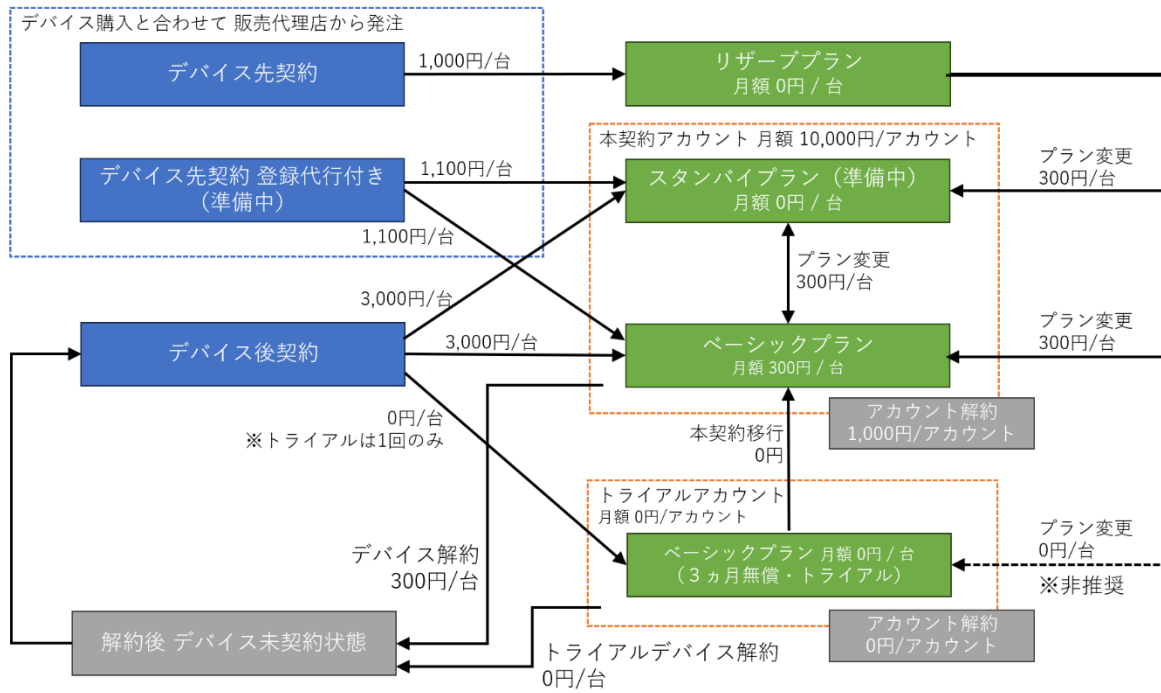 デバイス購入と合わせて 販売代理店から発注
デバイス先契約
1,000円/台
リザーブプラン
月額 0円 / 台
デバイス先契約 登録代行付き
(準備中)
1,100円/台
1,100円/台
本契約アカウント 月額 10,000円/アカウント
スタンバイプラン（準備中）
月額 0円 / 台
プラン変更
300円/台
プラン変更
300円/台
3,000円/台
デバイス後契約
3,000円/台
ベーシックプラン
月額 300円 / 台
プラン変更
300円/台
アカウント解約
1,000円/アカウント
0円/台
※トライアルは1回のみ
本契約移行
0円
トライアルアカウント
月額 0円/アカウント
ベーシックプラン 月額 0円 / 台
（３ヵ月無償・トライアル）
プラン変更
0円/台
※非推奨
アカウント解約
0円/アカウント
デバイス解約
300円/台
解約後 デバイス未契約状態
トライアルデバイス解約
0円/台